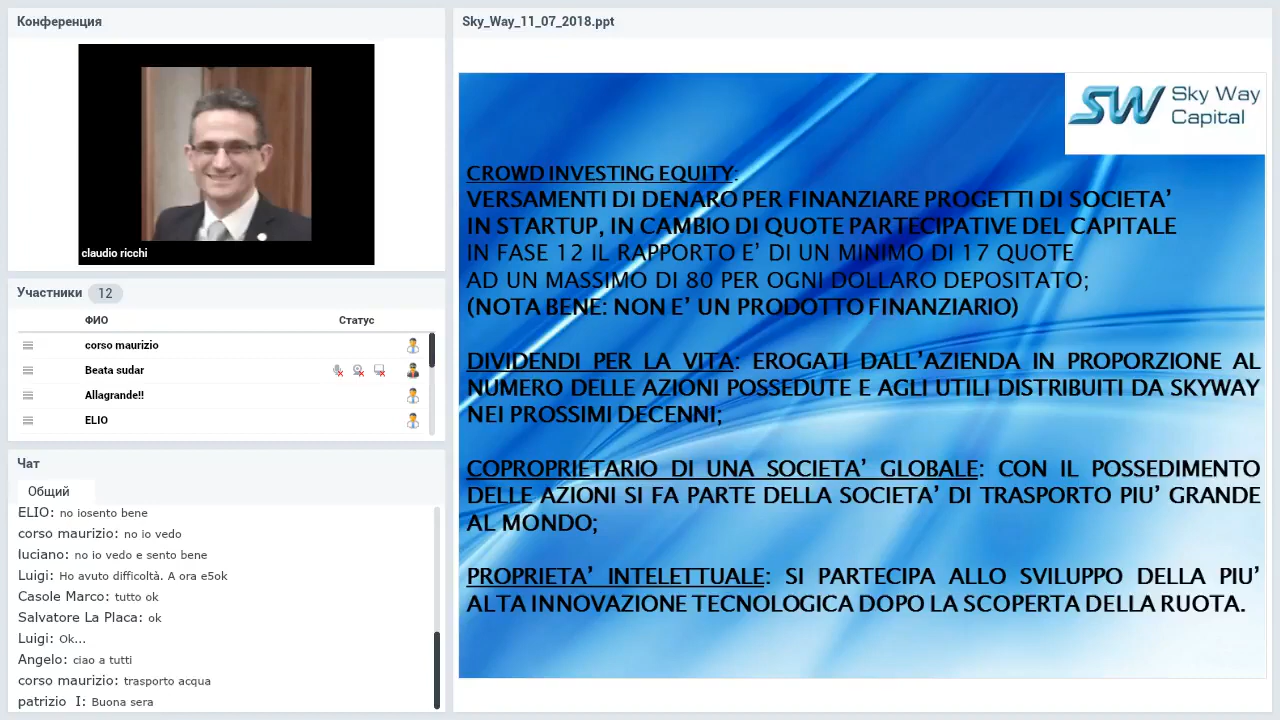 Конференция
claudio ricchi
Участники 12
ФИО Статус
corso maurizio
Beata sudar
Allagrande!!
ELIO
Чат
Общий
ELIO: no iosento bene
corso maurizio: no io vedo
luciano: no io vedo e sento bene
Luigi: Ho avuto difficoltà. A ora e5ok
Casole Marco: tutto ok
Salvatore La Placa: ok
Luigi: Ok...
Angelo: ciao a tutti
corso maurizio: trasporto acqua
patrizio I: Buona sera
Sky_Way_11_07_2018.ppt
SW Sky Way
Capital
CROWD INVESTING EQUITY:
VERSAMENTI DI DENARO PER FINANZIARE PROGETTI DI SOCIETA’
IN STARTUP, IN CAMBIO DI QUOTE PARTECIPATIVE DEL CAPITALE
IN FASE 12 IL RAPPORTO E’ DI UN MINIMO DI 17 QUOTE
AD UN MASSIMO DI 80 PER OGNI DOLLARO DEPOSITATO;
(NOTA BENE: NON E’ UN PRODOTTO FINANZIARIO)
DIVIDENDI PER LA VITA: EROGATI DALL’AZIENDA IN PROPORZIONE AL
NUMERO DELLE AZIONI POSSEDUTE E AGLI UTILI DISTRIBUITI DA SKYWAY
NEI PROSSIMI DECENNI;
COPROPRIETARIO DI UNA SOCIETA’ GLOBALE: CON IL POSSEDIMENTO
DELLE AZIONI SI FA PARTE DELLA SOCIETA’ DI TRASPORTO PIU’ GRANDE
AL MONDO;
PROPRIETA’ INTELETTUALE: SI PARTECIPA ALLO SVILUPPO DELLA PIU’
ALTA INNOVAZIONE TECNOLOGICA DOPO LA SCOPERTA DELLA RUOTA.